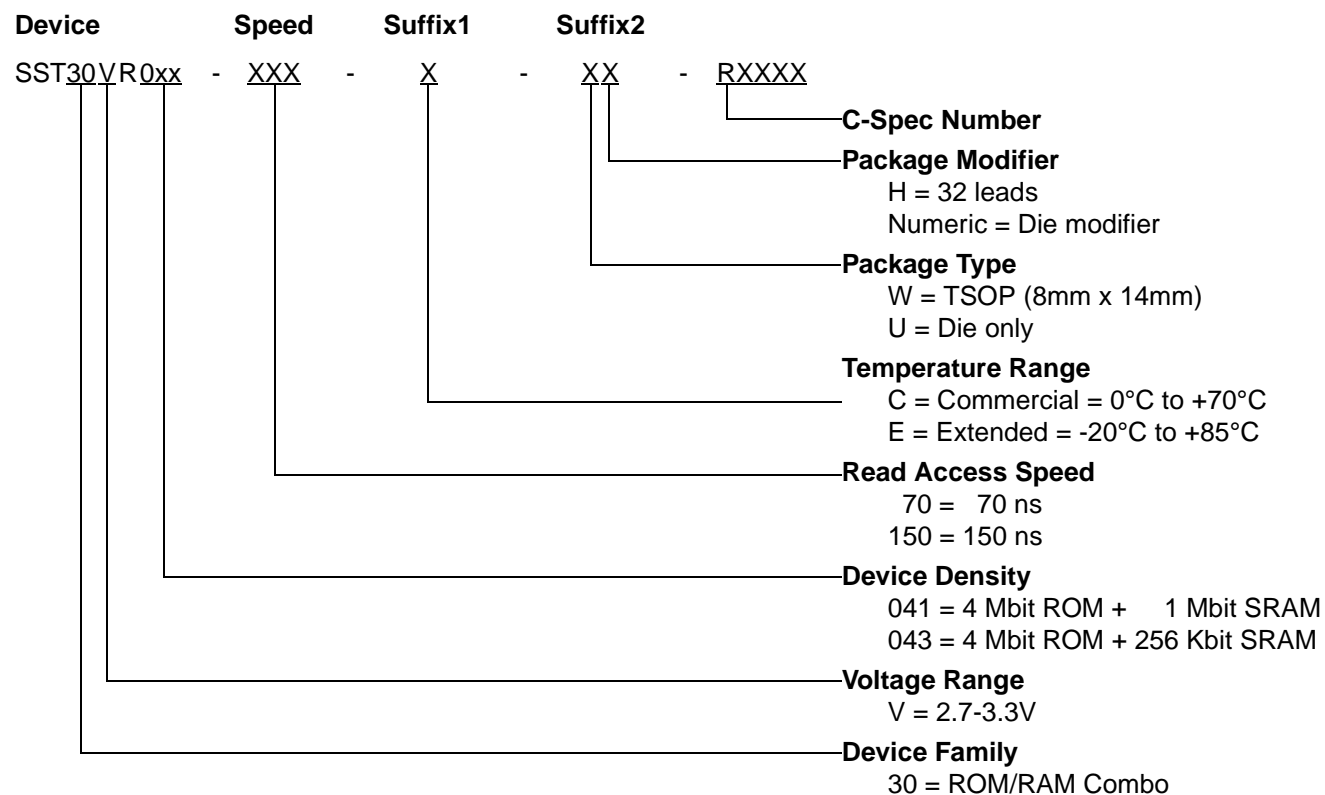 Device Speed Suffix1 Suffix2
SST30VR0xx - XXX - X - XX - RXXXX
C-Spec Number
Package Modifier
H = 32 leads
Numeric = Die modifier
Package Type
W = TSOP (8mm x 14mm)
U = Die only
Temperature Range
C = Commercial = 0°C to +70°C
E = Extended = -20°C to +85°C
Read Access Speed
70 = 70 ns
150 = 150 ns
Device Density
041 = 4 Mbit ROM + 1 Mbit SRAM
043 = 4 Mbit ROM + 256 Kbit SRAM
Voltage Range
V = 2.7-3.3V
Device Family
30 = ROM/RAM Combo